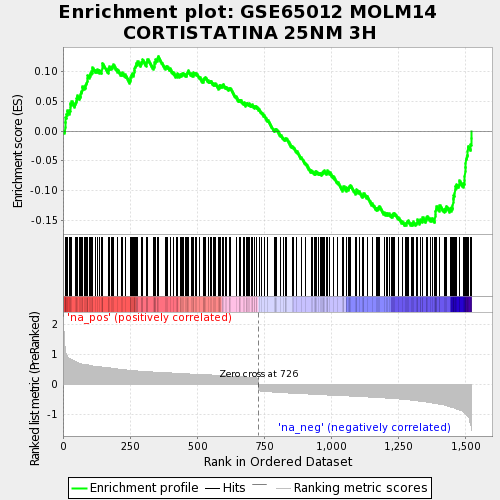 Enrichment plot: GSE65012 MOLM14
CORTISTATINA 25NM 3H
Enrichment score (ES)
0.10
0.05
0.00
-0.05
-0.10
-0.15
Ranked list metric (PreRanked)
'na_pos' (positively correlated)
2
1
0
-1
Zero cross at 726
'na_neg' (negatively correlated)
0
250
500
750
1,000
1,250
1,500
Rank in Ordered Dataset
Enrichment profile
Hits
Ranking metric scores